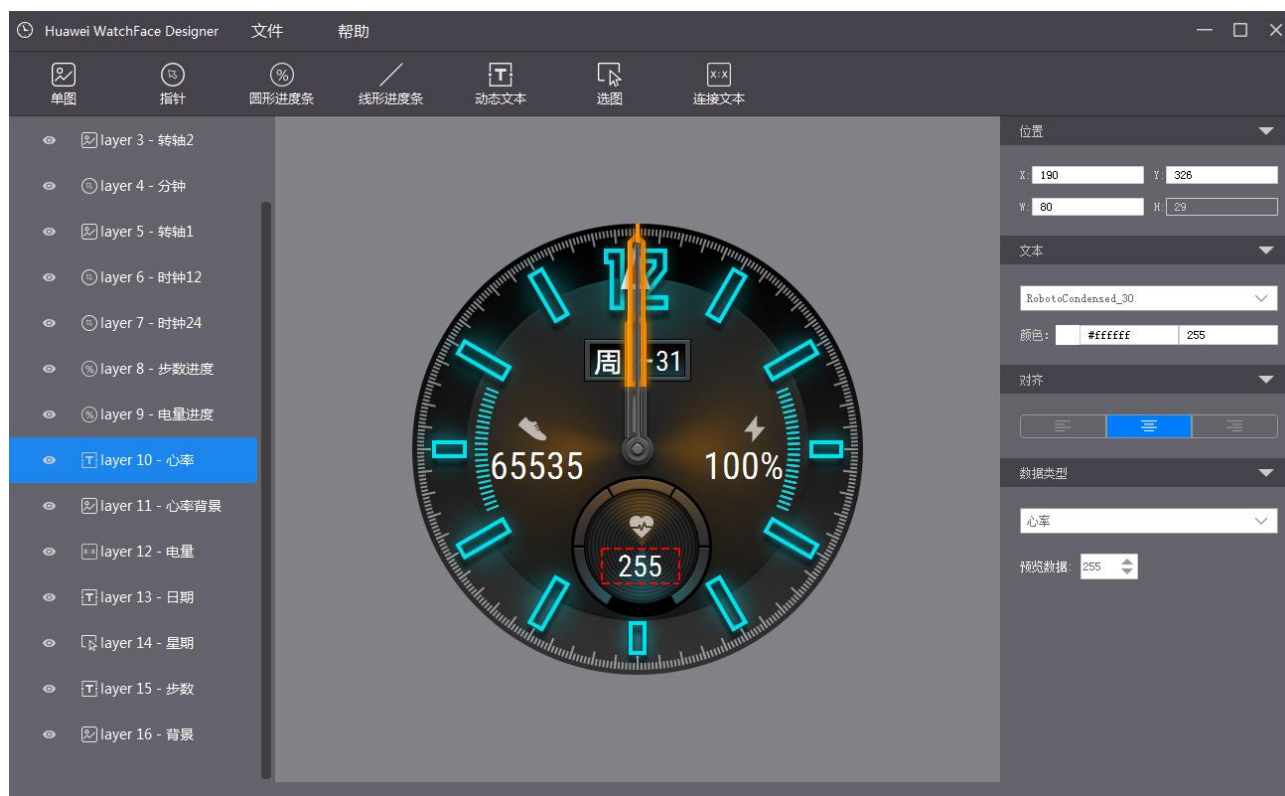 Huawei WatchFace Designer 文件 帮助
单图 指针 圆形进度条 线形进度条 动态文本 选图 连接文本
layer 3 - 转轴2
layer 4 - 分钟
layer 5 - 转轴1
layer 6 - 时钟12
layer 7 - 时钟24
layer 8 - 步数进度
layer 9 - 电量进度
layer 10 - 心率
layer 11 - 心率背景
layer 12 - 电量
layer 13 - 日期
layer 14 - 星期
layer 15 - 步数
layer 16 - 背景
12
周 31
65535 100%
255
位置
X: 190 Y: 326
W: 80 H: 29
文本
RobotoCondensed_30
颜色: #ffffff 255
对齐
数据类型
心率
预览数据: 255